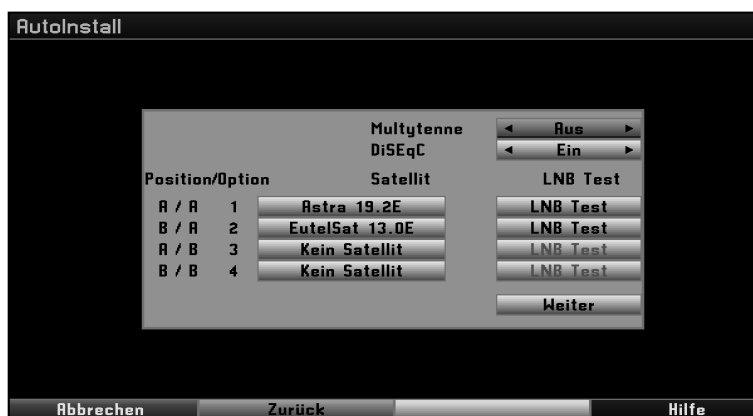 AutoInstall
Multytenne ◄ Aus ►
DiSEqC ◄ Ein ►
Position/Option Satellit LNB Test
A / A 1 Astra 19.2E LNB Test
B / A 2 EutelSat 13.0E LNB Test
A / B 3 Kein Satellit LNB Test
B / B 4 Kein Satellit LNB Test
Weiter
Abbrechen Zurück Hilfe